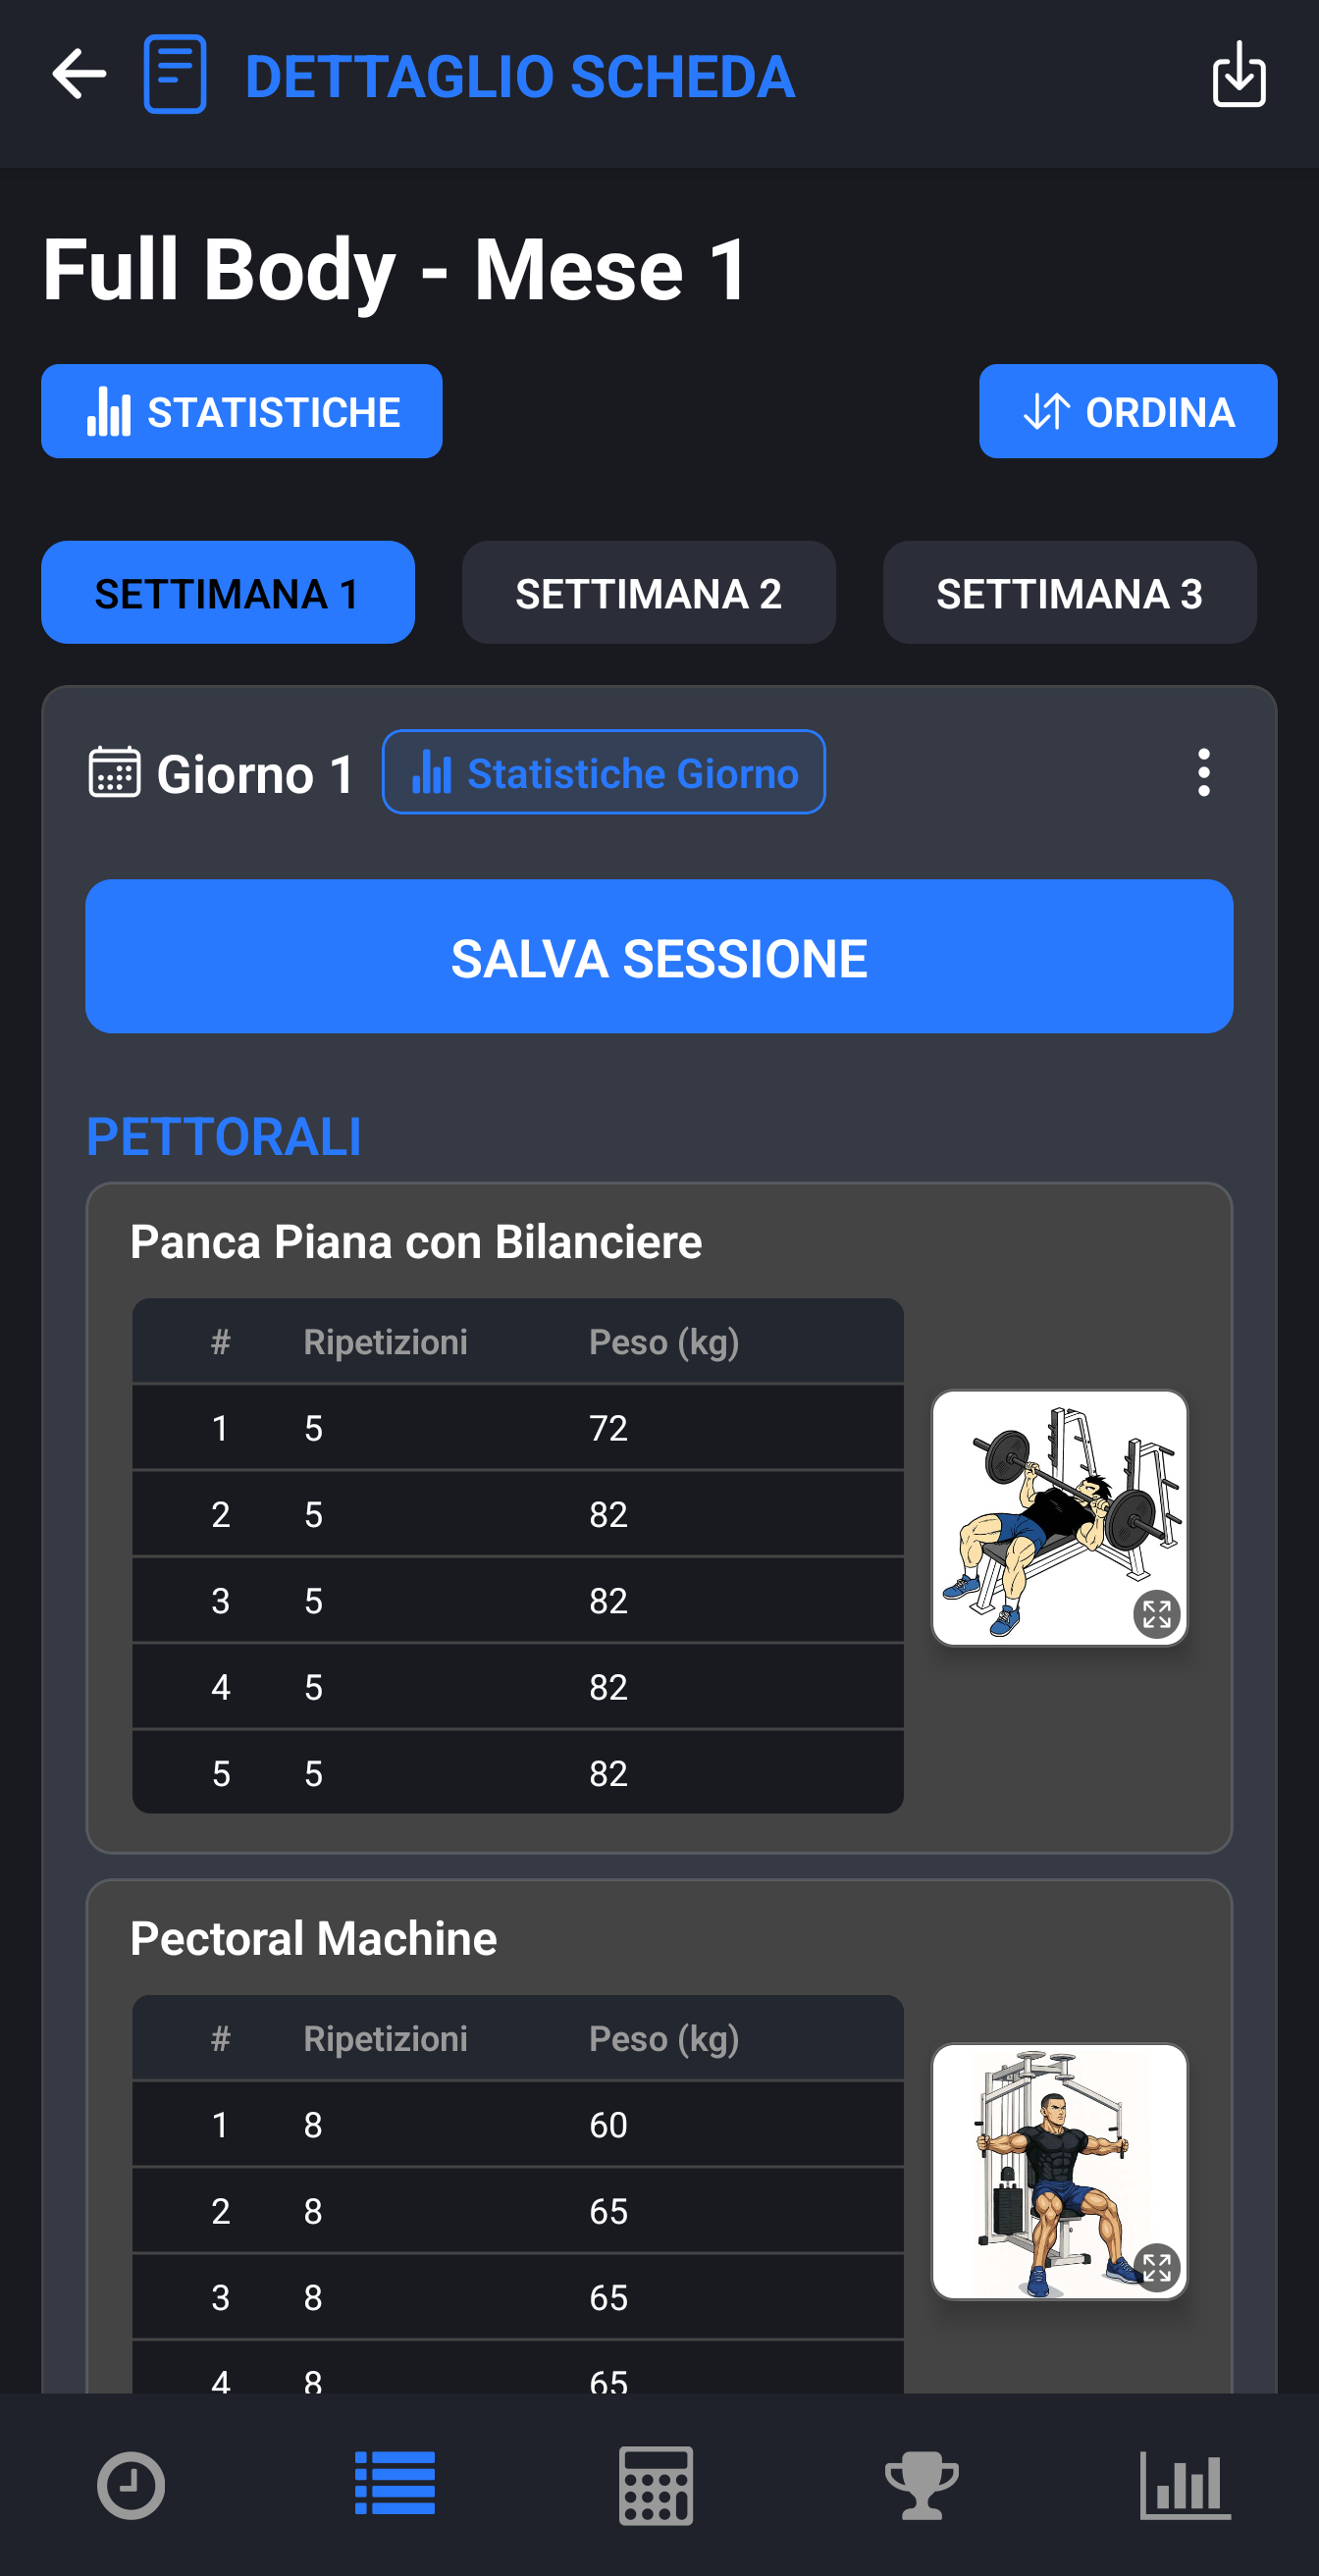 DETTAGLIO SCHEDA
Full Body - Mese 1
STATISTICHE
ORDINA
SETTIMANA 1 SETTIMANA 2 SETTIMANA 3
Giorno 1 Statistiche Giorno
SALVA SESSIONE
PETTORALI
Panca Piana con Bilanciere
# Ripetizioni Peso (kg)
1 5 72
2 5 82
3 5 82
4 5 82
5 5 82
Pectoral Machine
# Ripetizioni Peso (kg)
1 8 60
2 8 65
3 8 65
4 8 65